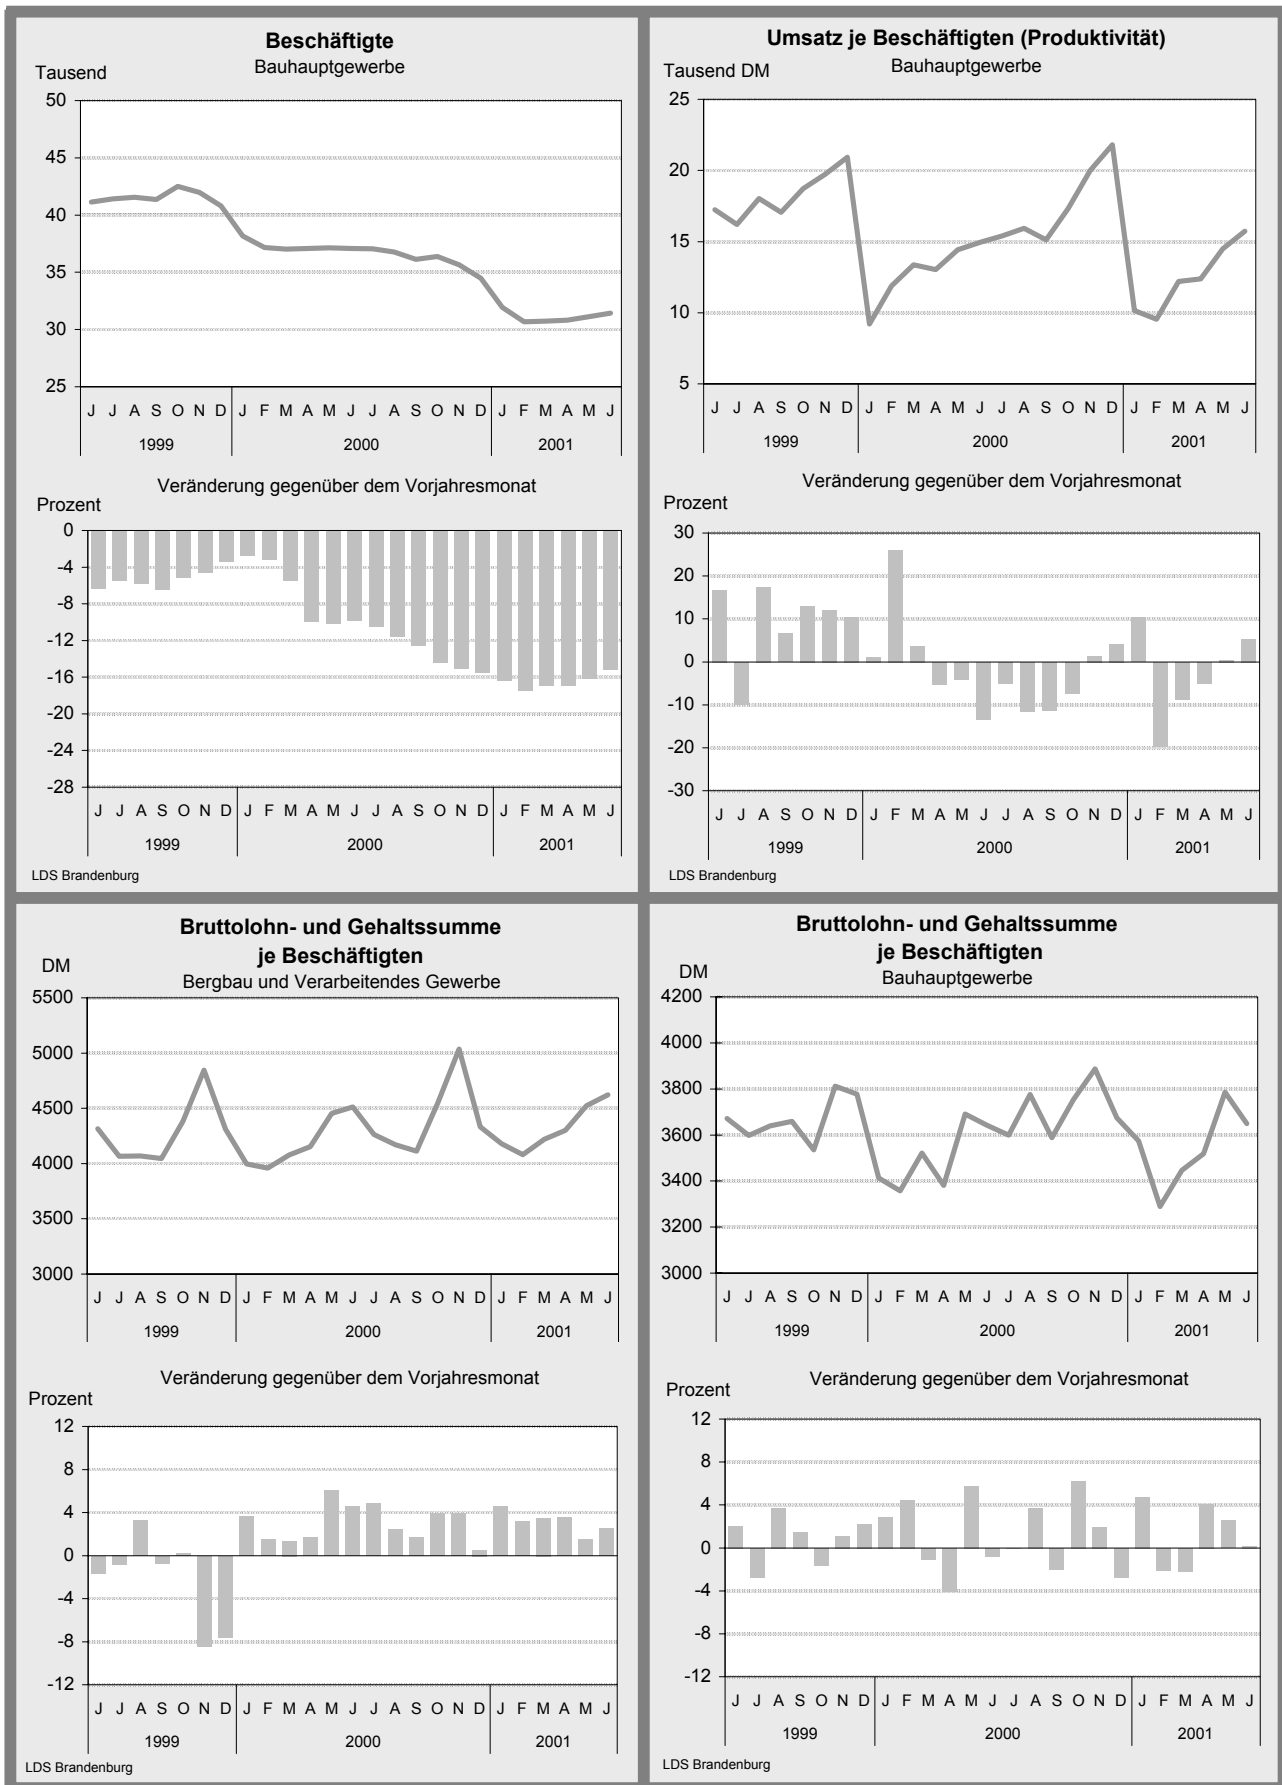 Beschäftigte
Bauhauptgewerbe
Tausend
50
45
40
35
30
25
J J A S O N D J F M A M J J A S O N D J F M A M J
1999 2000 2001
Veränderung gegenüber dem Vorjahresmonat
Prozent
0
-4
-8
-12
-16
-20
-24
-28
J J A S O N D J F M A M J J A S O N D J F M A M J
1999 2000 2001
LDS Brandenburg
Umsatz je Beschäftigten (Produktivität)
Bauhauptgewerbe
Tausend DM
25
20
15
10
5
J J A S O N D J F M A M J J A S O N D J F M A M J
1999 2000 2001
Veränderung gegenüber dem Vorjahresmonat
Prozent
30
20
10
0
-10
-20
-30
J J A S O N D J F M A M J J A S O N D J F M A M J
1999 2000 2001
LDS Brandenburg
Bruttolohn- und Gehaltssumme
je Beschäftigten
DM
Bergbau und Verarbeitendes Gewerbe
5500
5000
4500
4000
3500
3000
J J A S O N D J F M A M J J A S O N D J F M A M J
1999 2000 2001
Veränderung gegenüber dem Vorjahresmonat
Prozent
12
8
4
0
-4
-8
-12
J J A S O N D J F M A M J J A S O N D J F M A M J
1999 2000 2001
LDS Brandenburg
Bruttolohn- und Gehaltssumme
je Beschäftigten
DM
Bauhauptgewerbe
4200
4000
3800
3600
3400
3200
3000
J J A S O N D J F M A M J J A S O N D J F M A M J
1999 2000 2001
Veränderung gegenüber dem Vorjahresmonat
Prozent
12
8
4
0
-4
-8
-12
J J A S O N D J F M A M J J A S O N D J F M A M J
1999 2000 2001
LDS Brandenburg